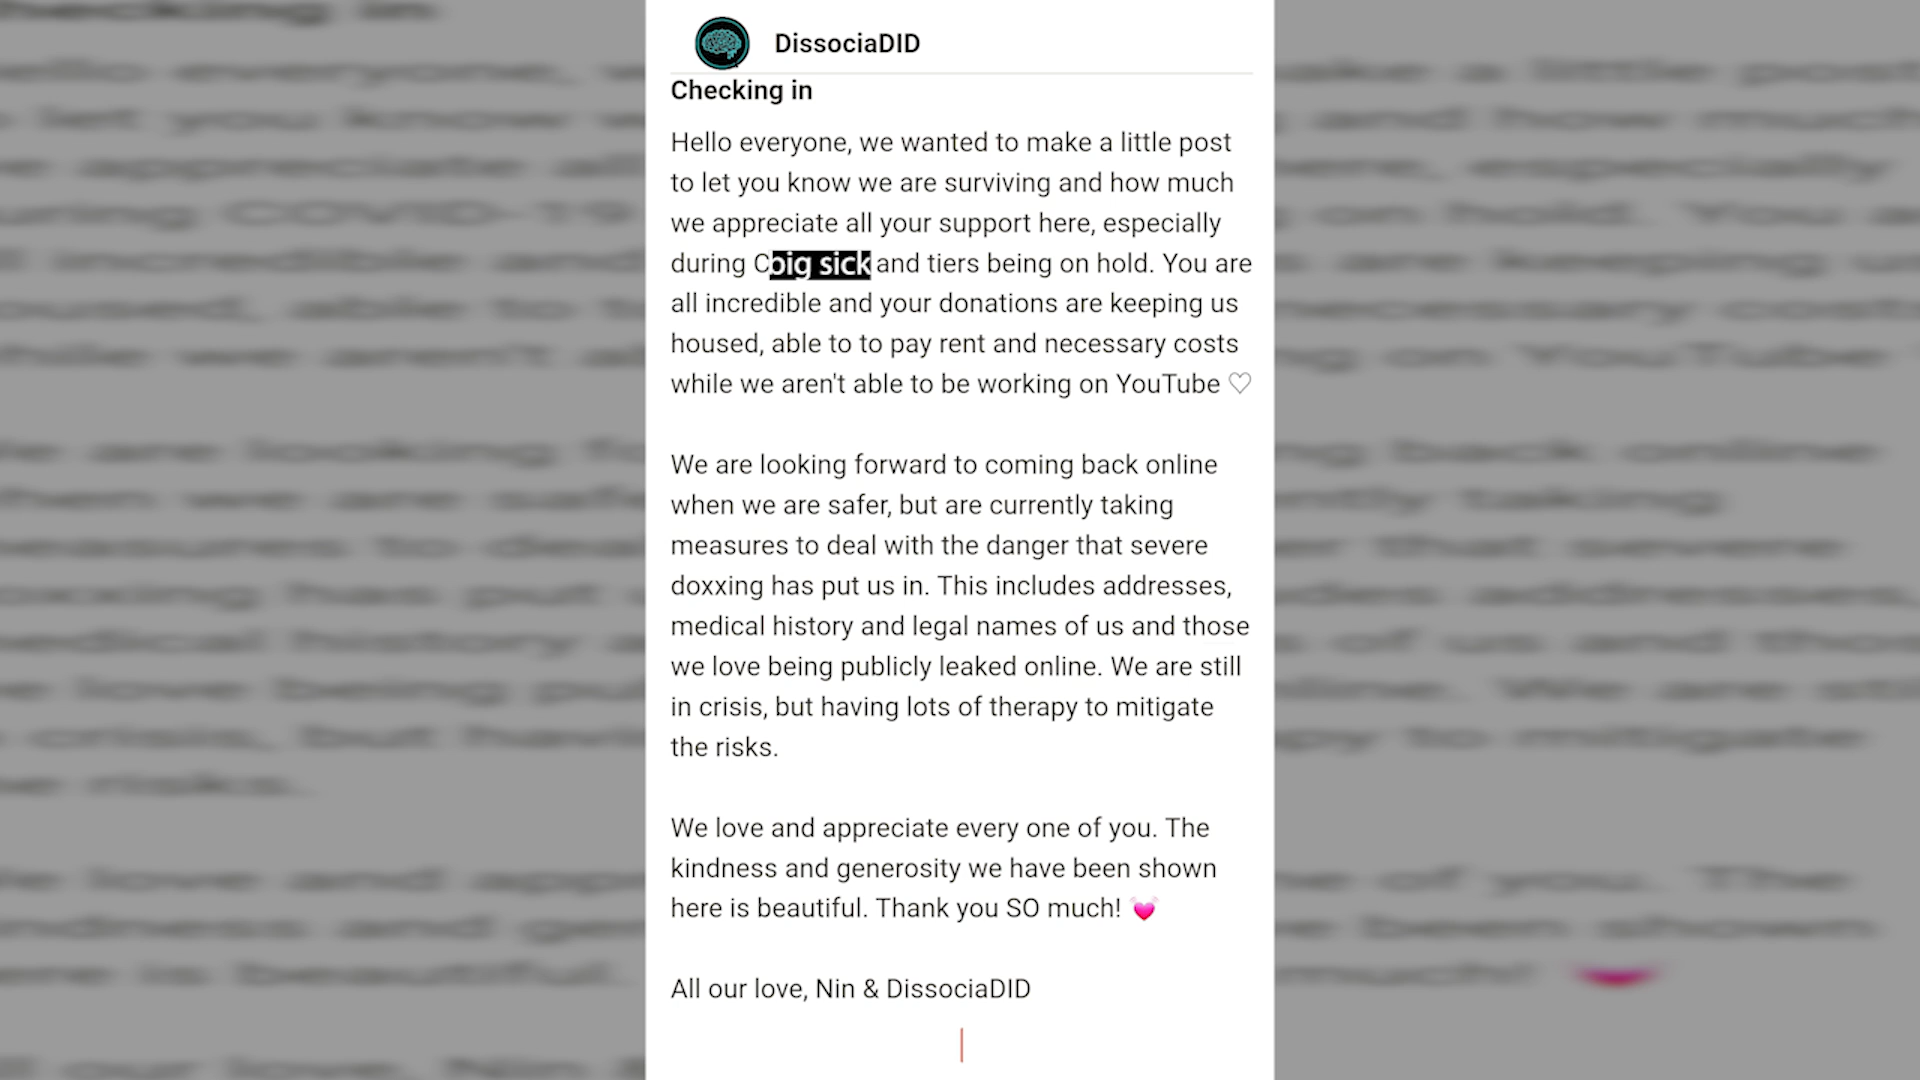 DissociaDID
Checking in
Hello everyone, we wanted to make a little post
to let you know we are surviving and how much
we appreciate all your support here, especially
during Cbig sick and tiers being on hold. You are
all incredible and your donations are keeping us
housed, able to to pay rent and necessary costs
while we aren't able to be working on YouTube ♡
We are looking forward to coming back online
when we are safer, but are currently taking
measures to deal with the danger that severe
doxxing has put us in. This includes addresses,
medical history and legal names of us and those
we love being publicly leaked online. We are still
in crisis, but having lots of therapy to mitigate
the risks.
We love and appreciate every one of you. The
kindness and generosity we have been shown
here is beautiful. Thank you SO much! 💓
All our love, Nin & DissociaDID